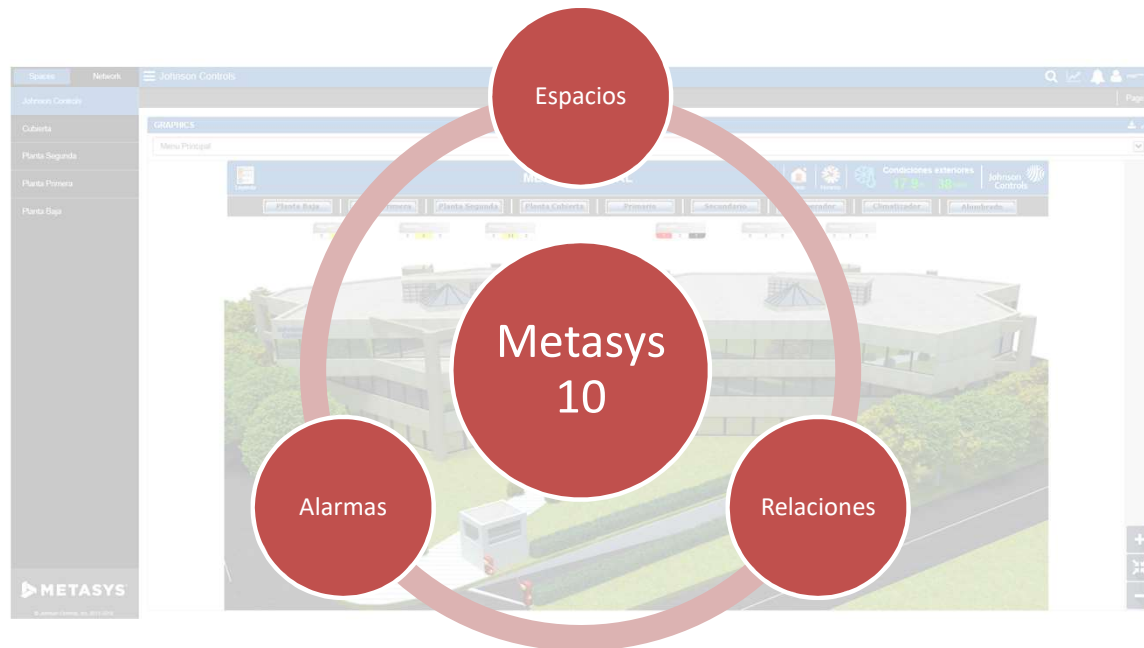 Espacios
Spaces
Network
Johnson Controls
Johnson Controls
Cubierta
GRAPHICS
Planta Segunda
Menu Principal
Planta Primera
Planta Baja
Condiciones exteriores
Johnson
Controls
Planta Baja
Planta Segunda
Planta Cubierta
Primario
Secundario
Climatizador
Alumbrado
Metasys
10
Alarmas
Relaciones
METASYS